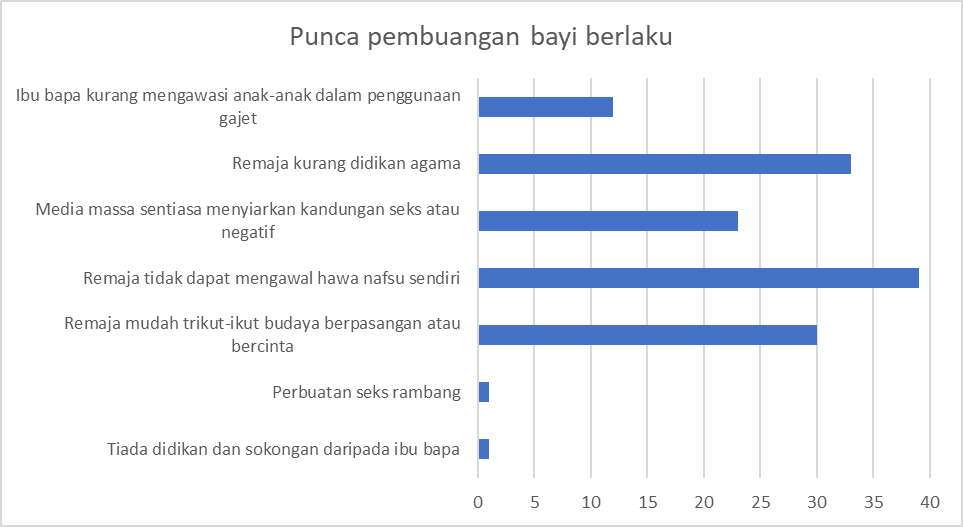 Punca pembuangan bayi berlaku
Ibu bapa kurang mengawasi anak-anak dalam penggunaan
gajet
Remaja kurang didikan agama
Media massa sentiasa menyiarkan kandungan seks atau
negatif
Remaja tidak dapat mengawal hawa nafsu sendiri
Remaja mudah trikut-ikut budaya berpasangan atau
bercinta
Perbuatan seks rambang
Tiada didikan dan sokongan daripada ibu bapa
0 5 10 15 20 25 30 35 40